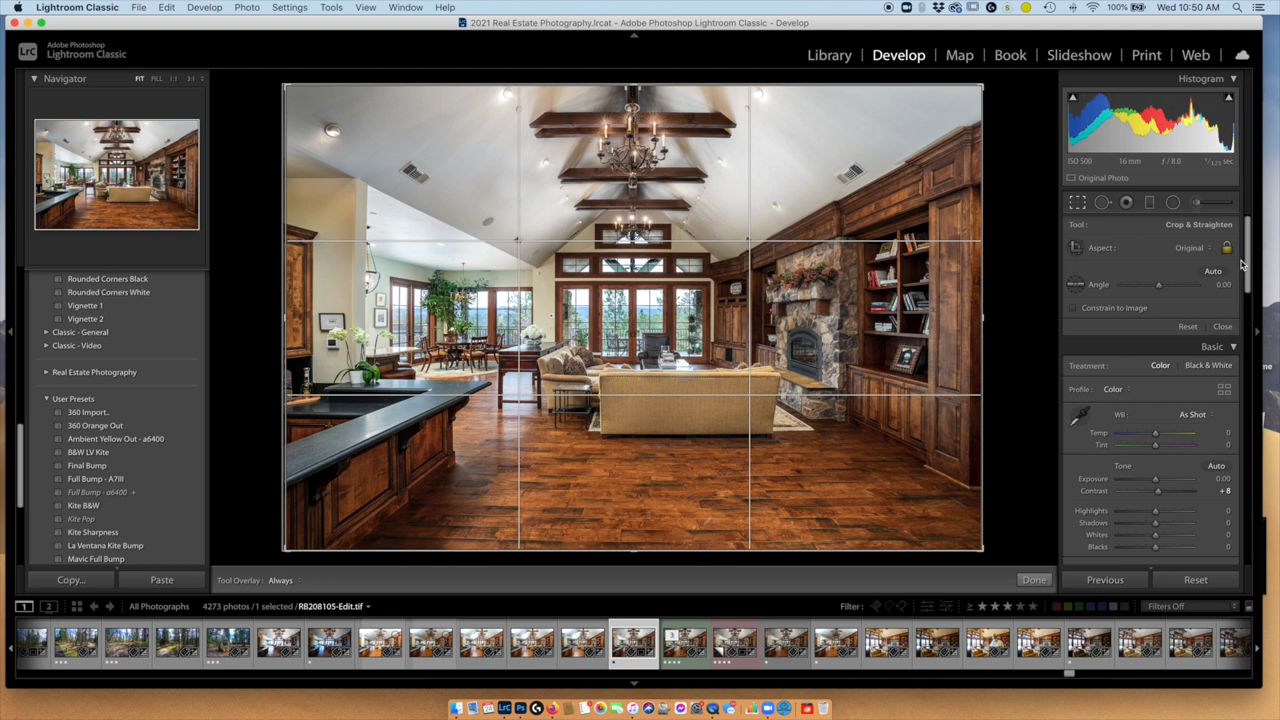 Lightroom Classic File Edit Develop Photo Settings Tools View Window Help 100% Wed 10:50 AM
2021 Real Estate Photography.lrcat - Adobe Photoshop Lightroom Classic - Develop
LrC Adobe Photoshop
Lightroom Classic
Library Develop Map Book Slideshow Print Web
Navigator FIT FILL 1:1 3:1
Histogram
ISO 500 16 mm ƒ / 8.0 1/125 sec
Original Photo
Tool : Crop & Straighten
Aspect : Original
Auto
Angle 0.00
Constrain to Image
Reset Close
Basic
Treatment : Color Black & White
Profile : Color
WB : As Shot
Temp 0
Tint 0
Tone Auto
Exposure 0.00
Contrast + 8
Highlights 0
Shadows 0
Whites 0
Blacks 0
Previous Reset
Rounded Corners Black
Rounded Corners White
Vignette 1
Vignette 2
Classic - General
Classic - Video
Real Estate Photography
User Presets
360 Import..
360 Orange Out
Ambient Yellow Out - a6400
B&W LV Kite
Final Bump
Full Bump - A7III
Full Bump - a6400 +
Kite B&W
Kite Pop
Kite Sharpness
La Ventana Kite Bump
Mavic Full Bump
Copy... Paste
Tool Overlay : Always Done
1 2 All Photographs 4273 photos / 1 selected / RB208105-Edit.tif Filter : Filters Off
me
LrC Ps